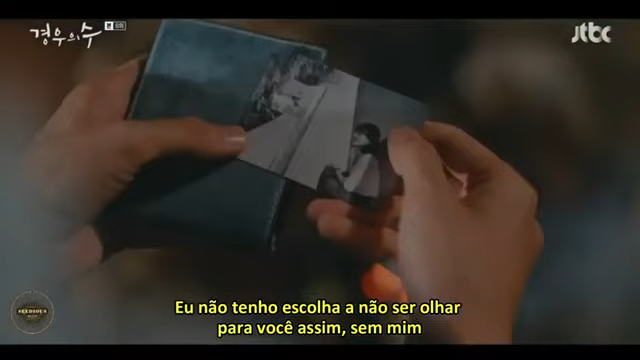 경우의 수
jtbc
Eu não tenho escolha a não ser olhar
para você assim, sem mim